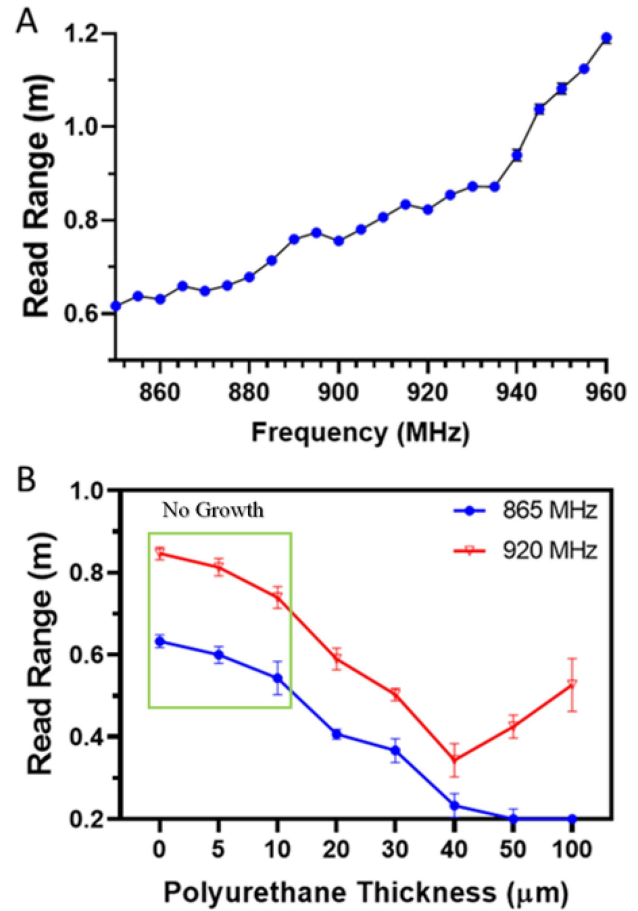 A
Read Range (m)
1.2
1.0
0.8
0.6
860 880 900 920 940 960
Frequency (MHz)
B
Read Range (m)
1.0
0.8
0.6
0.4
0.2
No Growth
865 MHz
920 MHz
0 5 10 20 30 40 50 100
Polyurethane Thickness (μm)